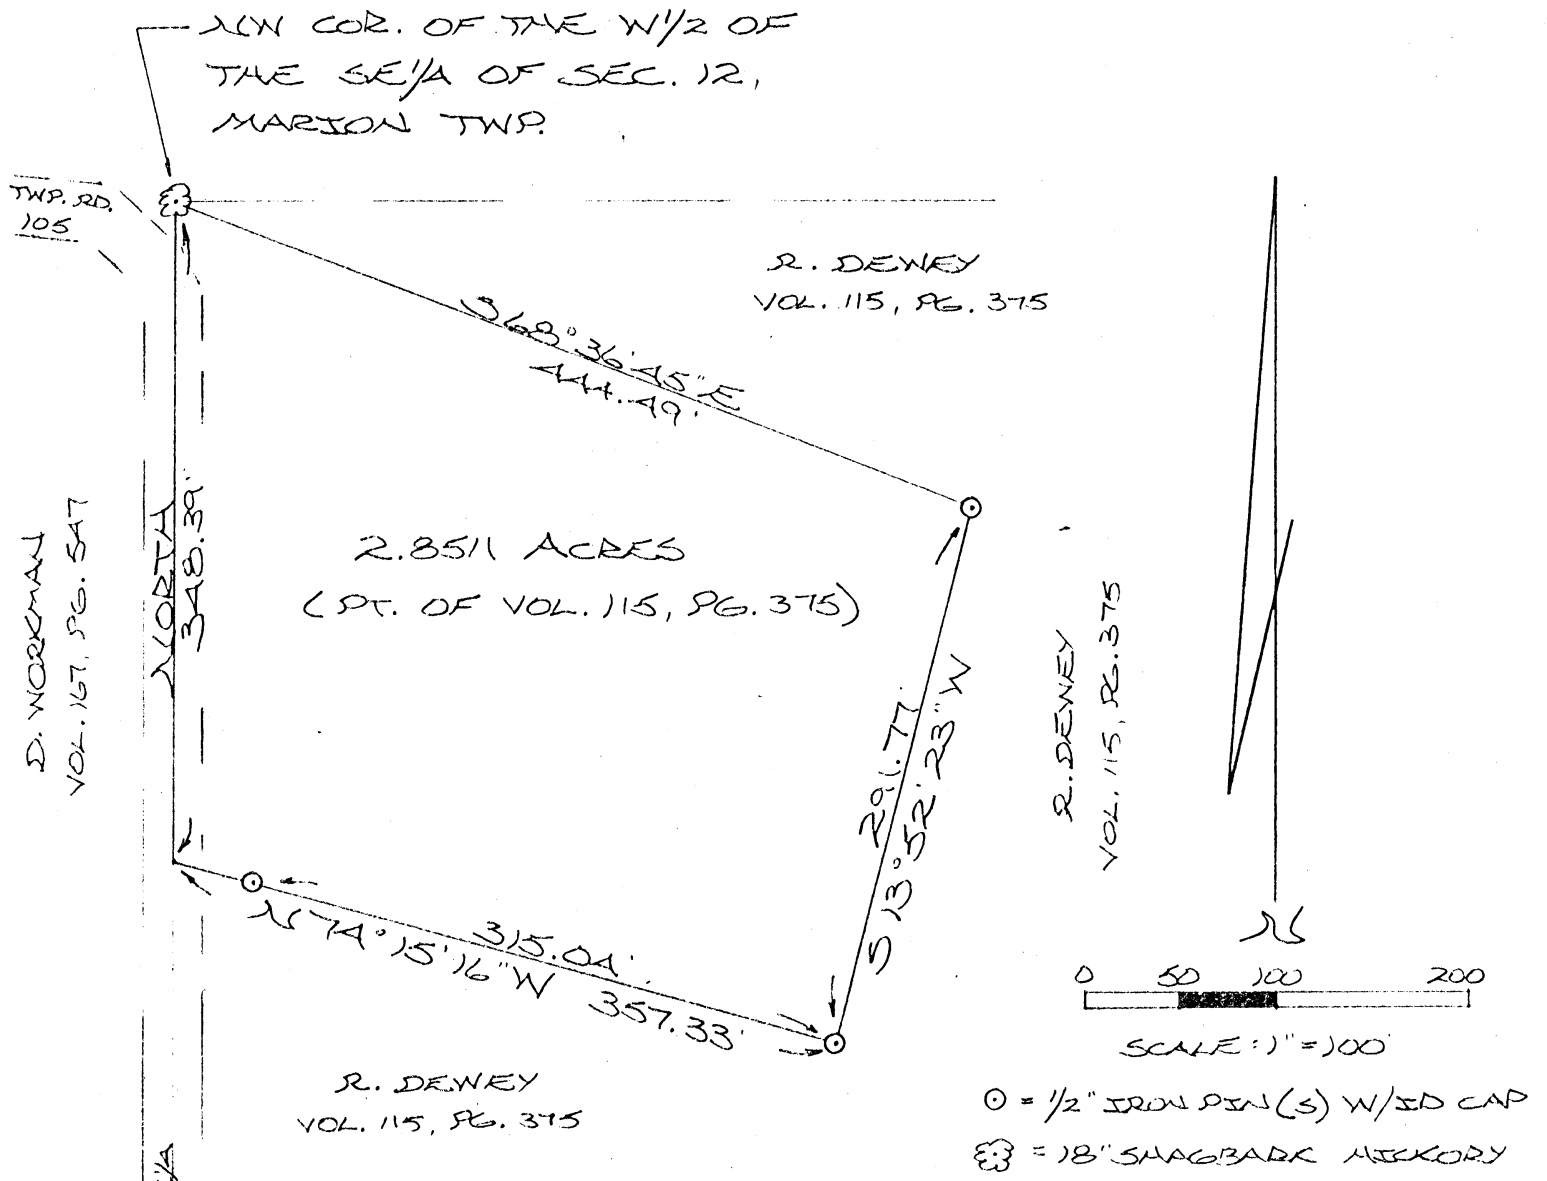 NW COR. OF THE W1/2 OF
THE SE1/4 OF SEC. 12,
MARION TWP.
TWP. RD.
105
R. DEWEY
VOL. 115, PG. 375
S68°36'45"E
444.49'
NORTH
348.39'
D. WORKMAN
VOL. 167, PG. 547
2.8511 ACRES
(PT. OF VOL. 115, PG. 375)
291.77'
S 13°52'23"W
R. DEWEY
VOL. 115, PG. 375
315.04'
N74°15'16"W
357.33'
R. DEWEY
VOL. 115, PG. 375
N
0 50 100 200
SCALE: 1"=100'
= 1/2" IRON PIN(S) W/ID CAP
= 18" SHAGBARK HICKORY